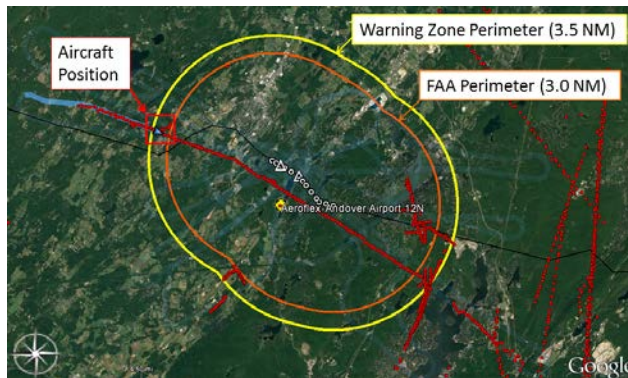 Warning Zone Perimeter (3.5 NM)
Aircraft
Position
FAA Perimeter (3.0 NM)
Aeroflex-Andover Airport 12N
Google